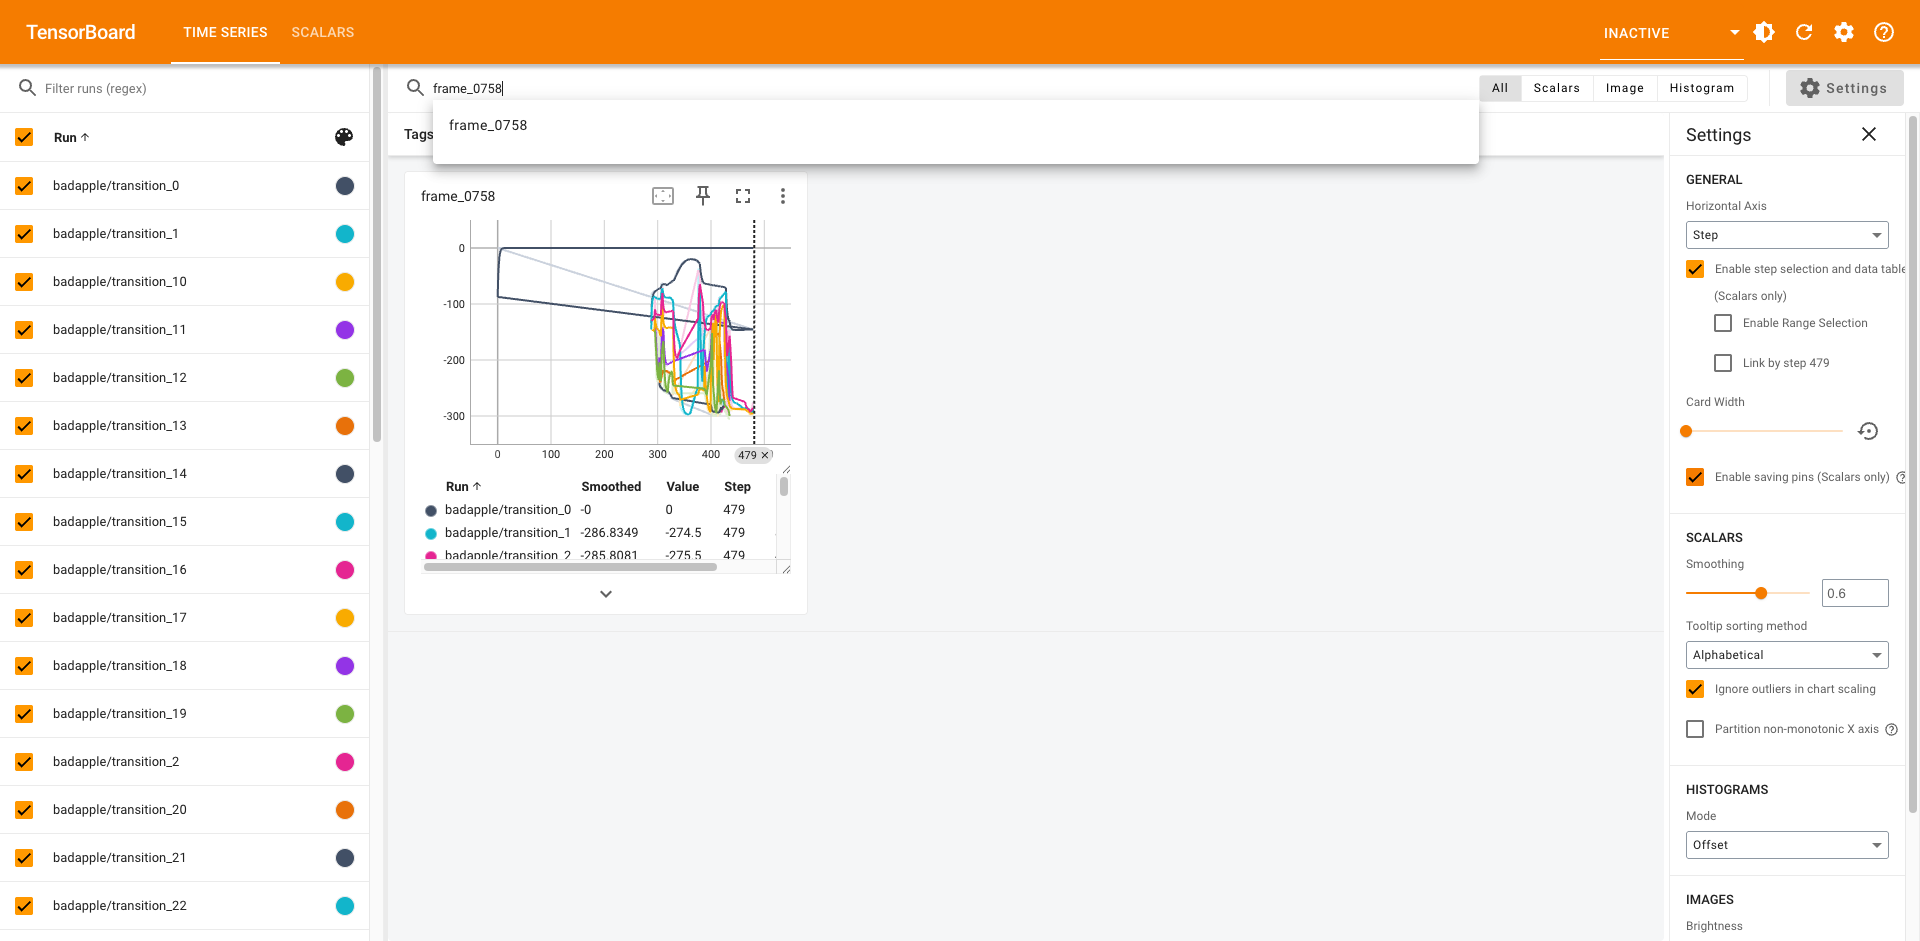 TensorBoard
TIME SERIES
SCALARS
INACTIVE
Filter runs (regex)
frame_0758
All
Scalars
Image
Histogram
Settings
frame_0758
Tags
Run
badapple/transition_0
badapple/transition_1
badapple/transition_10
badapple/transition_11
badapple/transition_12
badapple/transition_13
badapple/transition_14
badapple/transition_15
badapple/transition_16
badapple/transition_17
badapple/transition_18
badapple/transition_19
badapple/transition_2
badapple/transition_20
badapple/transition_21
badapple/transition_22
frame_0758
0
-100
-200
-300
0 100 200 300 400 479
Run Smoothed Value Step
badapple/transition_0 -0 0 479
badapple/transition_1 -286.8349 -274.5 479
badapple/transition_2 -285.8081 -275.5 479
Settings
GENERAL
Horizontal Axis
Step
Enable step selection and data table
(Scalars only)
Enable Range Selection
Link by step 479
Card Width
Enable saving pins (Scalars only)
SCALARS
Smoothing
0.6
Tooltip sorting method
Alphabetical
Ignore outliers in chart scaling
Partition non-monotonic X axis
HISTOGRAMS
Mode
Offset
IMAGES
Brightness